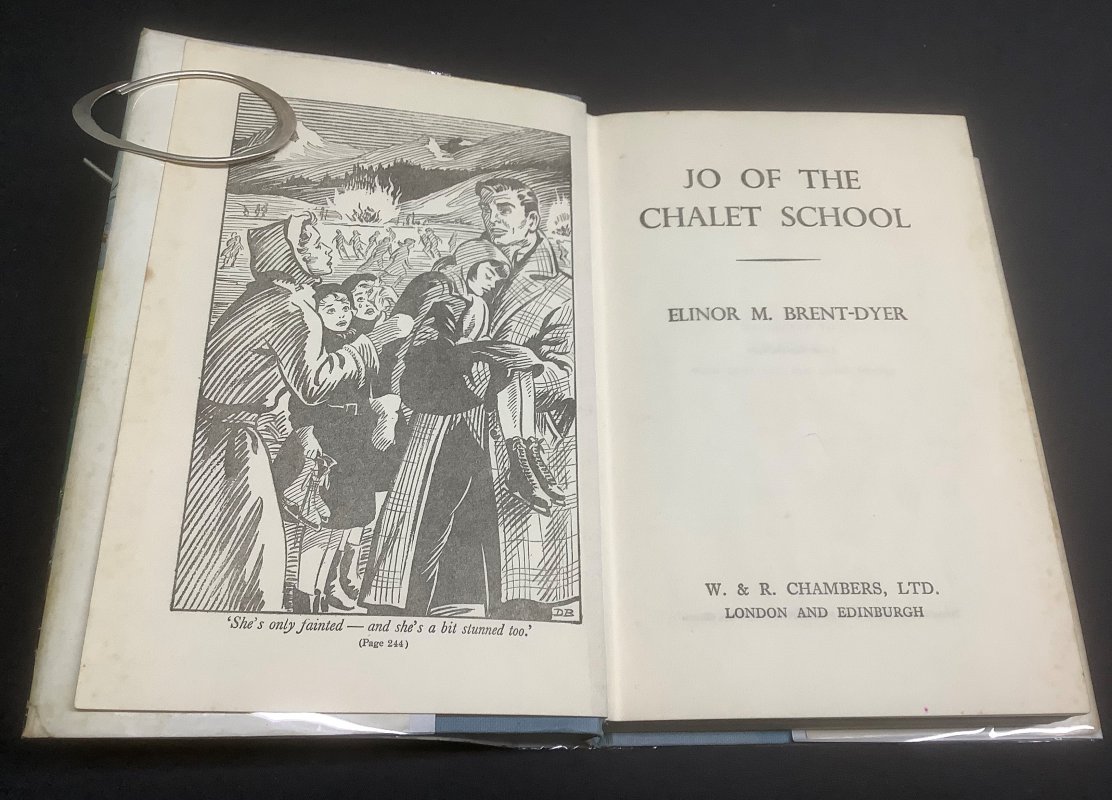 DB
'She's only fainted — and she's a bit stunned too.'
(Page 244)
JO OF THE
CHALET SCHOOL
ELINOR M. BRENT-DYER
W. & R. CHAMBERS, LTD.
LONDON AND EDINBURGH